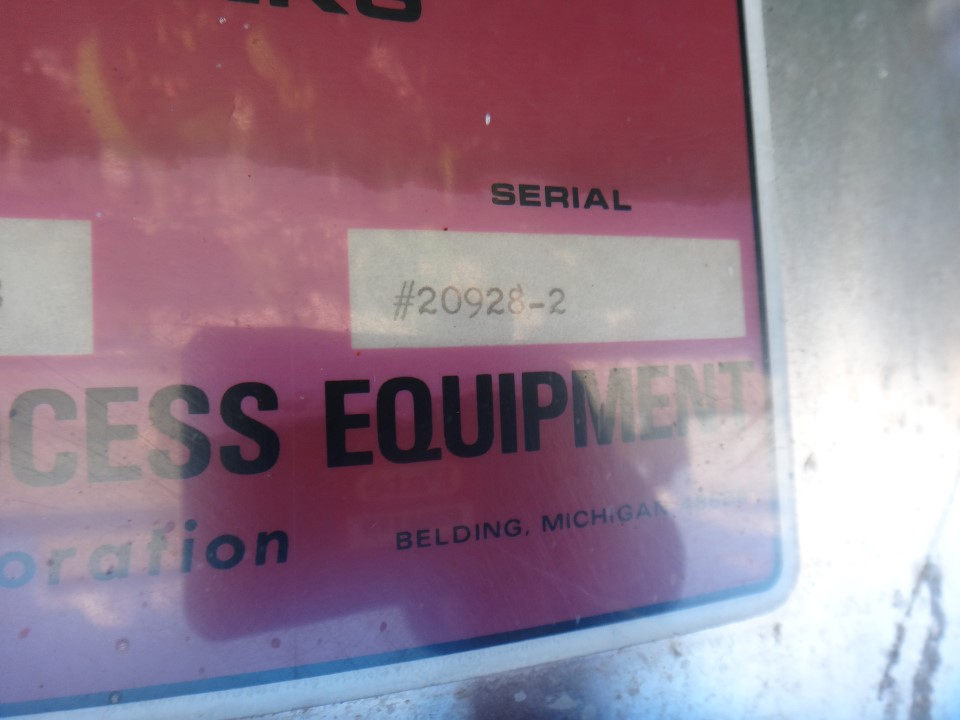 SERIAL
#20928-2
CESS EQUIPMENT
oration
BELDING, MICHIGAN